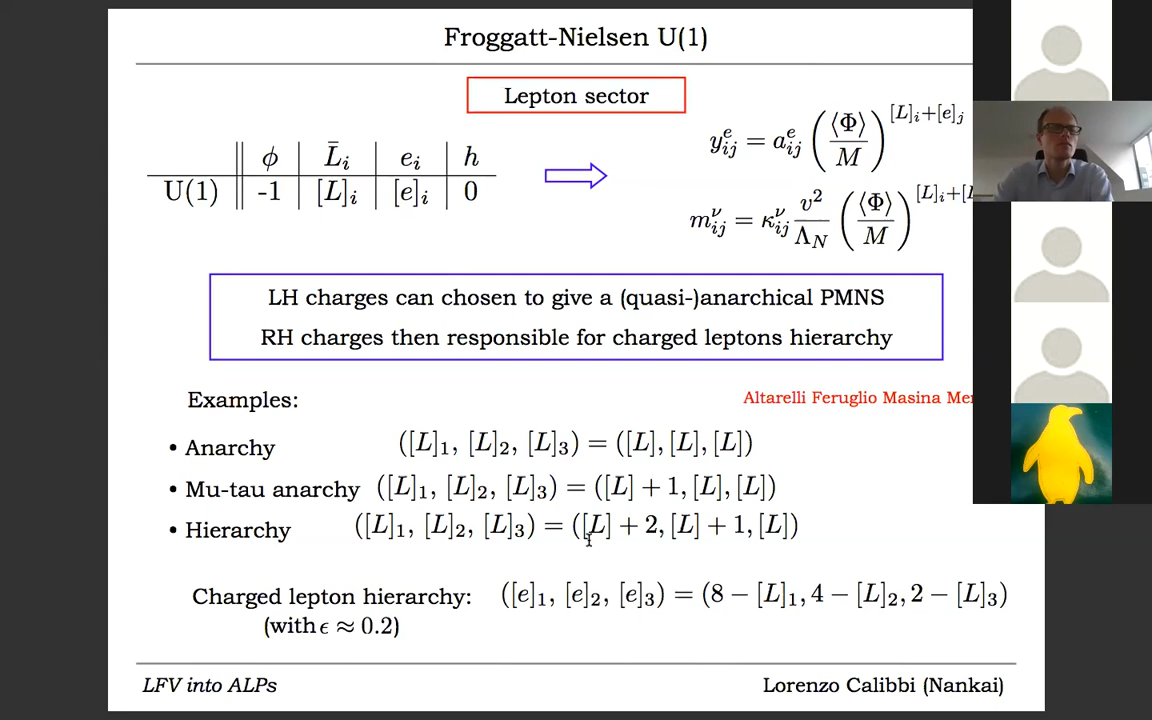 Froggatt-Nielsen U(1)
Lepton sector
ϕ L̄ᵢ eᵢ h
U(1) -1 [L]ᵢ [e]ᵢ 0
yᵉᵢⱼ = aᵉᵢⱼ (⟨Φ⟩/M)^[L]ᵢ+[e]ⱼ
mᵛᵢⱼ = κᵛᵢⱼ v²/Λ_N (⟨Φ⟩/M)^[L]ᵢ+[L
LH charges can chosen to give a (quasi-)anarchical PMNS
RH charges then responsible for charged leptons hierarchy
Examples:
Altarelli Feruglio Masina Mer
• Anarchy ([L]₁, [L]₂, [L]₃) = ([L], [L], [L])
• Mu-tau anarchy ([L]₁, [L]₂, [L]₃) = ([L] + 1, [L], [L])
• Hierarchy ([L]₁, [L]₂, [L]₃) = ([L] + 2, [L] + 1, [L])
Charged lepton hierarchy: ([e]₁, [e]₂, [e]₃) = (8 − [L]₁, 4 − [L]₂, 2 − [L]₃)
(with ϵ ≈ 0.2)
LFV into ALPs
Lorenzo Calibbi (Nankai)